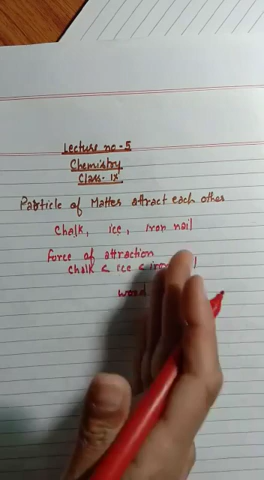 Lecture no-5
Chemistry
Class-IX
Particle of Matter attract each other
Chalk, ice, iron nail
Force of attraction
Chalk < ice < iron
wood